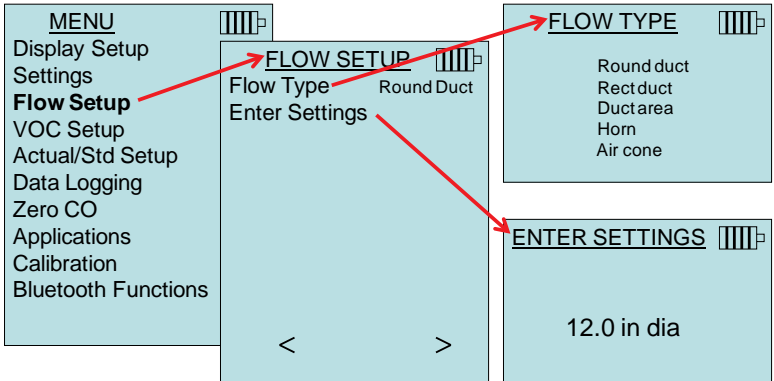 MENU
Display Setup
Settings
Flow Setup
VOC Setup
Actual/Std Setup
Data Logging
Zero CO
Applications
Calibration
Bluetooth Functions
FLOW SETUP
Flow Type Round Duct
Enter Settings
< >
FLOW TYPE
Round duct
Rect duct
Duct area
Horn
Air cone
ENTER SETTINGS
12.0 in dia